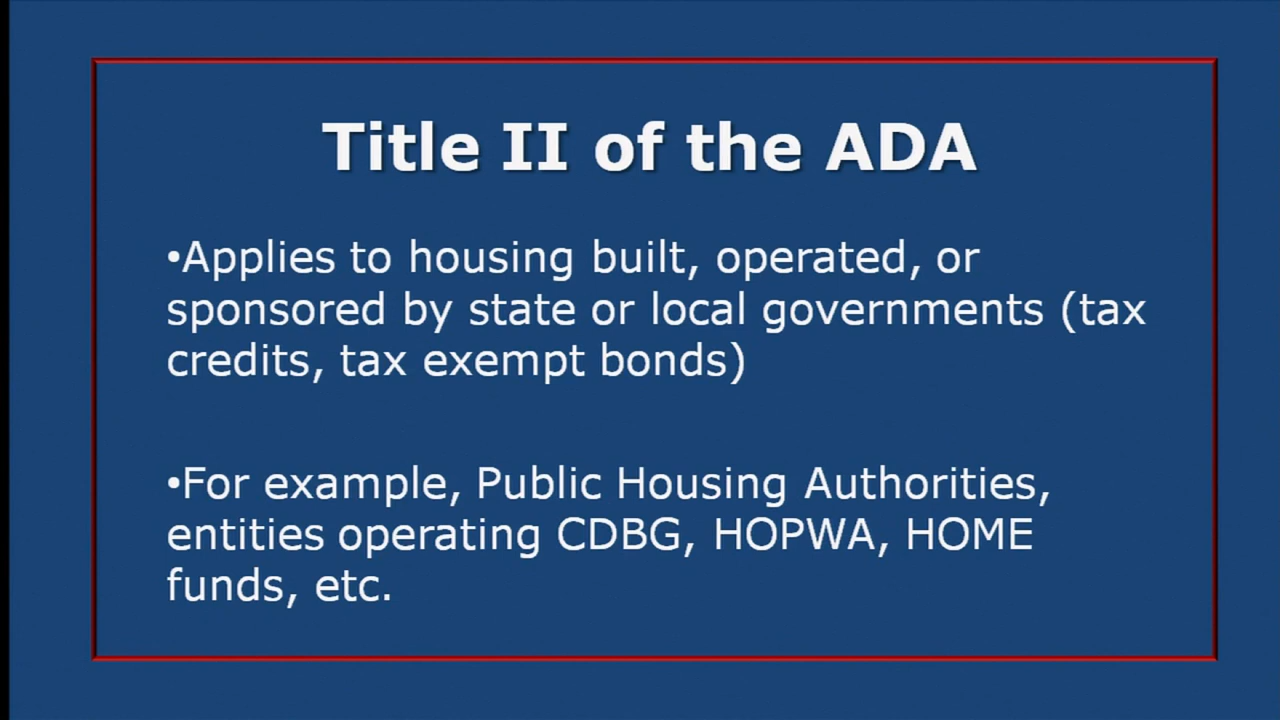 Title II of the ADA
•Applies to housing built, operated, or
sponsored by state or local governments (tax
credits, tax exempt bonds)
•For example, Public Housing Authorities,
entities operating CDBG, HOPWA, HOME
funds, etc.